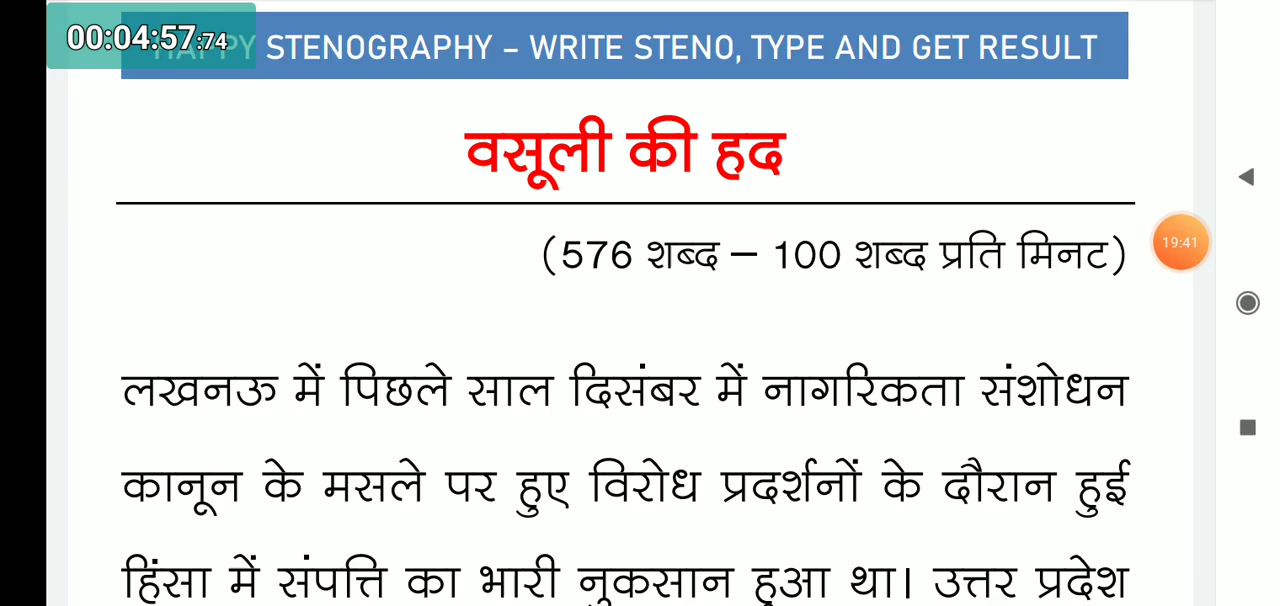 00:04:57:74
HAPPY STENOGRAPHY – WRITE STENO, TYPE AND GET RESULT
वसूली की हद
(576 शब्द – 100 शब्द प्रति मिनट)
19:41
लखनऊ में पिछले साल दिसंबर में नागरिकता संशोधन
कानून के मसले पर हुए विरोध प्रदर्शनों के दौरान हुई
हिंसा में संपत्ति का भारी नुकसान हुआ था। उत्तर प्रदेश